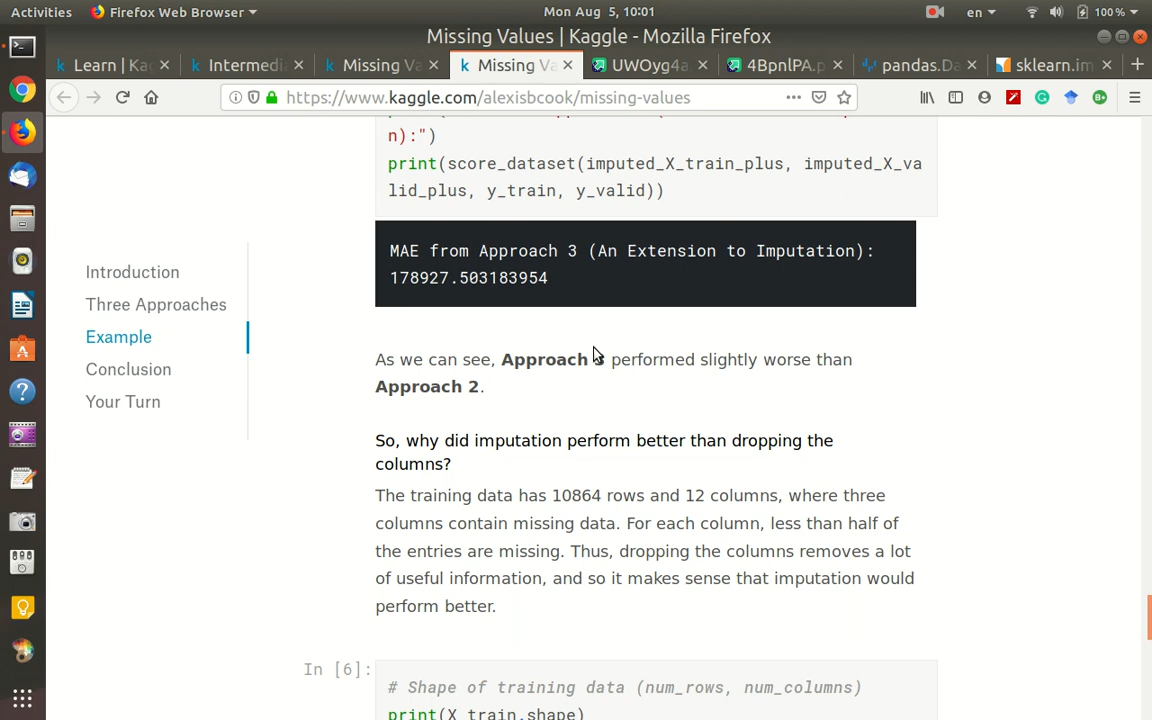 Activities Firefox Web Browser Mon Aug 5, 10:01 en 100 %
Missing Values | Kaggle - Mozilla Firefox
Learn | Ka Intermedi Missing Va Missing Va UWOyg4a 4BpnlPA.p pandas.Da sklearn.im
https://www.kaggle.com/alexisbcook/missing-values
n):")
print(score_dataset(imputed_X_train_plus, imputed_X_va
lid_plus, y_train, y_valid))
MAE from Approach 3 (An Extension to Imputation):
178927.503183954
Introduction
Three Approaches
Example
Conclusion
Your Turn
As we can see, Approach 3 performed slightly worse than
Approach 2.
So, why did imputation perform better than dropping the
columns?
The training data has 10864 rows and 12 columns, where three
columns contain missing data. For each column, less than half of
the entries are missing. Thus, dropping the columns removes a lot
of useful information, and so it makes sense that imputation would
perform better.
In [6]:
# Shape of training data (num_rows, num_columns)
print(X_train.shape)